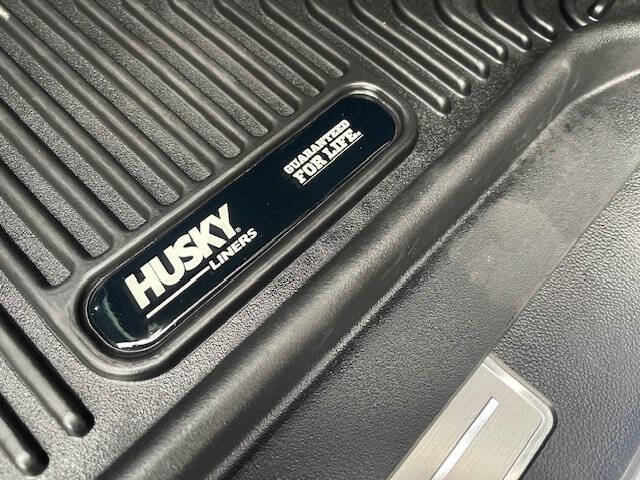 HUSKY®
LINERS
GUARANTEED
FOR LIFE.